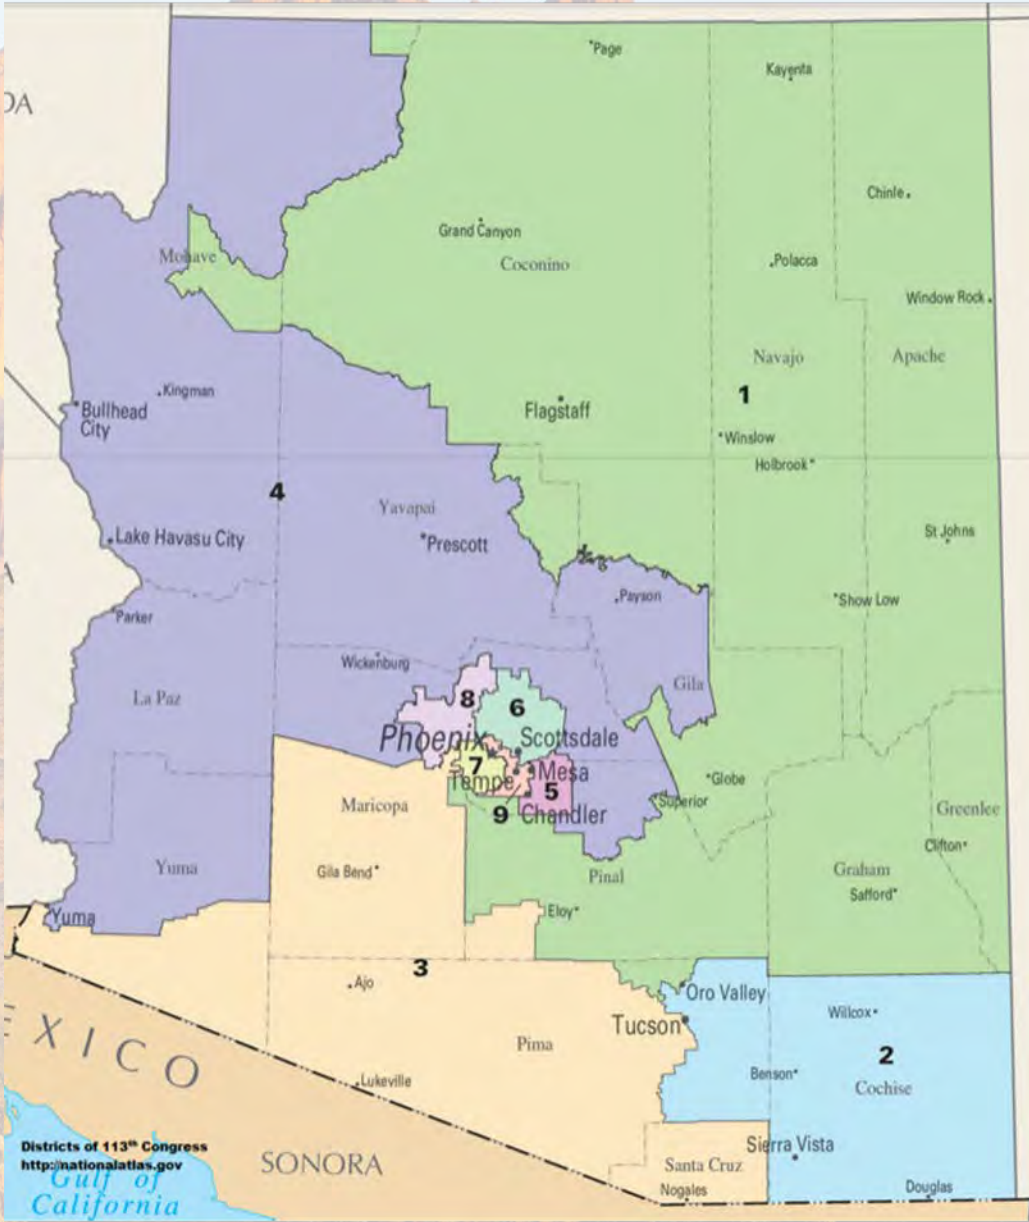 DA
Page
Kayenta
Chinle
Grand Canyon
Mohave
Coconino
Polacca
Window Rock
Navajo
Apache
Kingman
1
Bullhead
City
Flagstaff
Winslow
Holbrook
4
Yavapai
Lake Havasu City
Prescott
St Johns
A
Payson
Show Low
Parker
Wickenburg
La Paz
Gila
8
6
Phoenix
Scottsdale
7
Mesa
Tempe
5
Globe
Maricopa
Superior
Greenlee
9
Chandler
Clifton
Yuma
Gila Bend
Pinal
Graham
Safford
Yuma
Eloy
3
Ajo
Oro Valley
Willcox
Tucson
EXICO
Pima
2
Benson
Cochise
Lukeville
Districts of 113th Congress
http:/nationalatlas.gov
Sierra Vista
SONORA
Santa Cruz
Gulf of
California
Nogales
Douglas